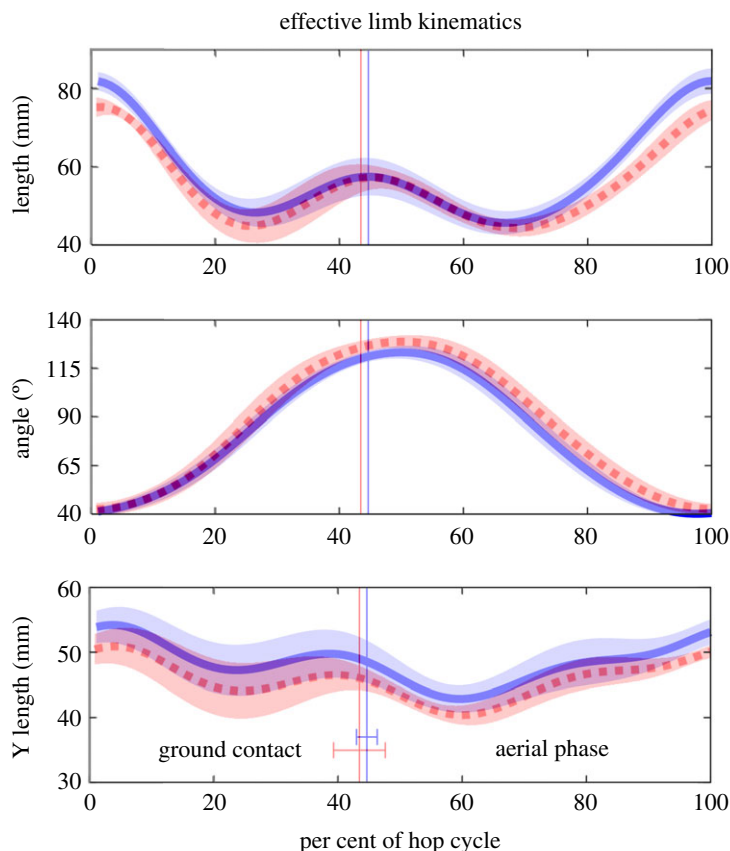 effective limb kinematics
80
60
40
length (mm)
0 20 40 60 80 100
140
115
90
65
40
angle (º)
0 20 40 60 80 100
60
50
40
30
Y length (mm)
ground contact aerial phase
0 20 40 60 80 100
per cent of hop cycle